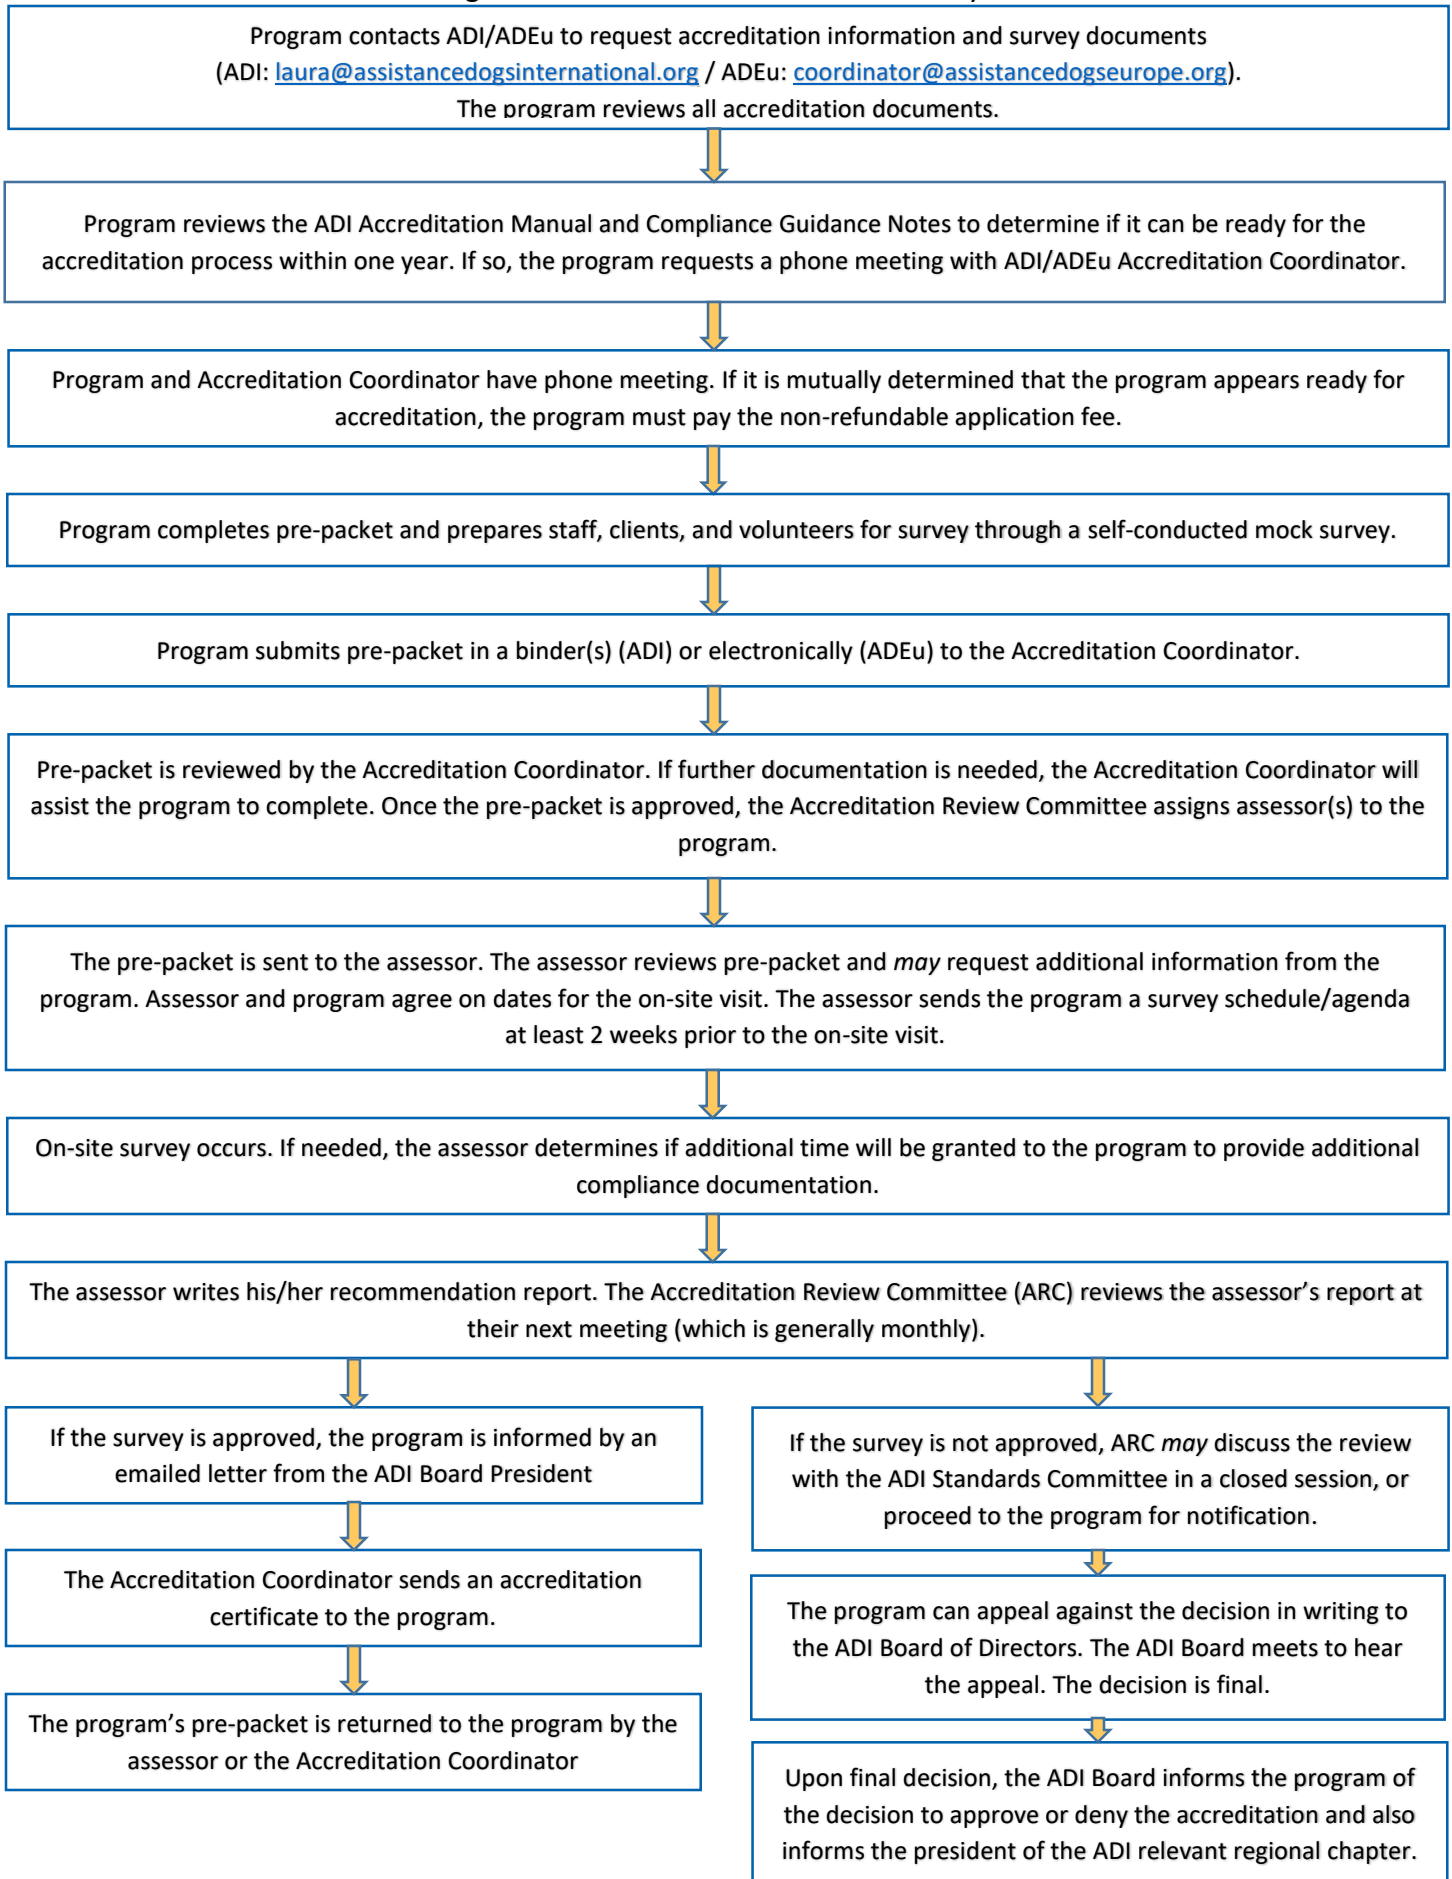 Program contacts ADI/ADEu to request accreditation information and survey documents
(ADI: laura@assistancedogsinternational.org / ADEu: coordinator@assistancedogseurope.org).
The program reviews all accreditation documents.
Program reviews the ADI Accreditation Manual and Compliance Guidance Notes to determine if it can be ready for the
accreditation process within one year. If so, the program requests a phone meeting with ADI/ADEu Accreditation Coordinator.
Program and Accreditation Coordinator have phone meeting. If it is mutually determined that the program appears ready for
accreditation, the program must pay the non-refundable application fee.
Program completes pre-packet and prepares staff, clients, and volunteers for survey through a self-conducted mock survey.
Program submits pre-packet in a binder(s) (ADI) or electronically (ADEu) to the Accreditation Coordinator.
Pre-packet is reviewed by the Accreditation Coordinator. If further documentation is needed, the Accreditation Coordinator will
assist the program to complete. Once the pre-packet is approved, the Accreditation Review Committee assigns assessor(s) to the
program.
The pre-packet is sent to the assessor. The assessor reviews pre-packet and may request additional information from the
program. Assessor and program agree on dates for the on-site visit. The assessor sends the program a survey schedule/agenda
at least 2 weeks prior to the on-site visit.
On-site survey occurs. If needed, the assessor determines if additional time will be granted to the program to provide additional
compliance documentation.
The assessor writes his/her recommendation report. The Accreditation Review Committee (ARC) reviews the assessor’s report at
their next meeting (which is generally monthly).
If the survey is approved, the program is informed by an
emailed letter from the ADI Board President
The Accreditation Coordinator sends an accreditation
certificate to the program.
The program’s pre-packet is returned to the program by the
assessor or the Accreditation Coordinator
If the survey is not approved, ARC may discuss the review
with the ADI Standards Committee in a closed session, or
proceed to the program for notification.
The program can appeal against the decision in writing to
the ADI Board of Directors. The ADI Board meets to hear
the appeal. The decision is final.
Upon final decision, the ADI Board informs the program of
the decision to approve or deny the accreditation and also
informs the president of the ADI relevant regional chapter.